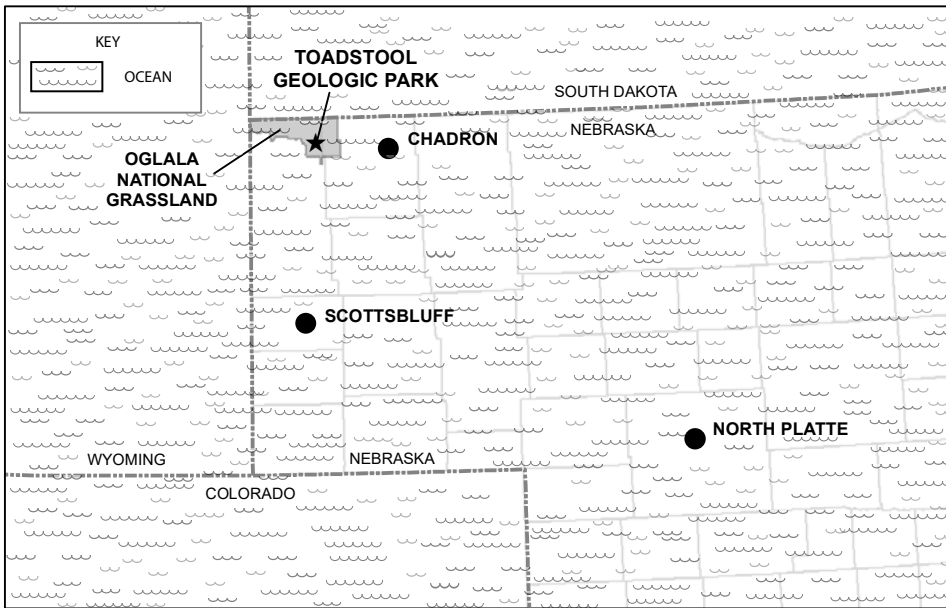 KEY
OCEAN
TOADSTOOL
GEOLOGIC PARK
SOUTH DAKOTA
NEBRASKA
CHADRON
OGLALA
NATIONAL
GRASSLAND
SCOTTSBLUFF
NORTH PLATTE
WYOMING
NEBRASKA
COLORADO